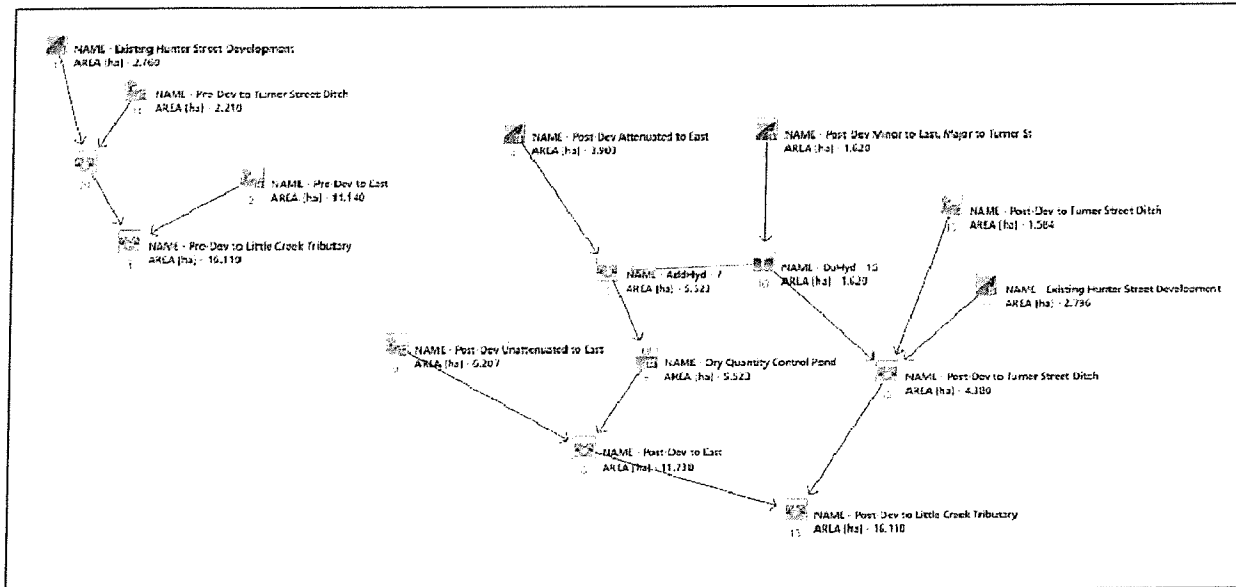 NAME - Existing Hunter Street Development
AREA [ha] - 2.760
NAME - Pre-Dev to Turner Street Ditch
AREA [ha] - 2.210
NAME - Pre-Dev to East
AREA [ha] - 11.140
NAME - Pre-Dev to Little Creek Tributary
AREA [ha] - 16.110
NAME - Post-Dev Attenuated to East
AREA [ha] - 3.903
NAME - Post-Dev Minor to East, Major to Turner St
AREA [ha] - 1.620
NAME - Post-Dev to Turner Street Ditch
AREA [ha] - 1.584
NAME - AddHyd - 7
AREA [ha] - 5.523
NAME - DuHyd - 16
AREA [ha] - 1.620
NAME - Existing Hunter Street Development
AREA [ha] - 2.796
NAME - Post-Dev Unattenuated to East
AREA [ha] - 6.207
NAME - Dry Quantity Control Pond
AREA [ha] - 5.523
NAME - Post-Dev to Turner Street Ditch
AREA [ha] - 4.380
NAME - Post-Dev to East
AREA [ha] - 11.730
NAME - Post-Dev to Little Creek Tributary
AREA [ha] - 16.110